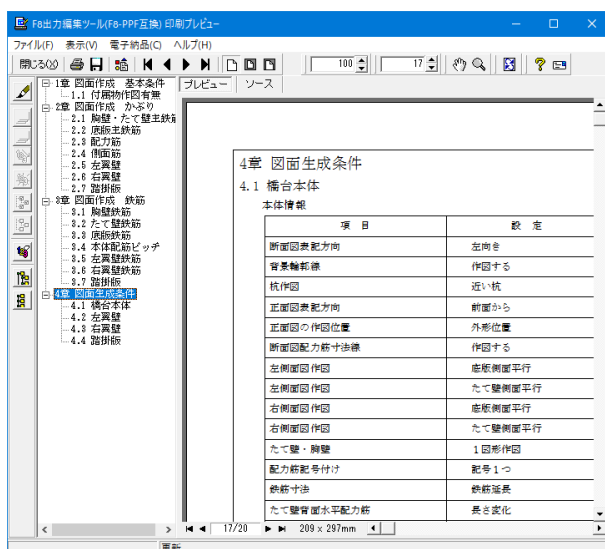 F8出力編集ツール(F8-PPF互換) 印刷プレビュー
ファイル(F) 表示(V) 電子納品(C) ヘルプ(H)
閉じる(X) 100 17
プレビュー ソース
1章 図面作成 基本条件
1.1 付属物作図有無
2章 図面作成 かぶり
2.1 胸壁・たて壁主鉄筋
2.2 底版主鉄筋
2.3 配力筋
2.4 側面筋
2.5 左翼壁
2.6 右翼壁
2.7 踏掛版
3章 図面作成 鉄筋
3.1 胸壁鉄筋
3.2 たて壁鉄筋
3.3 底版鉄筋
3.4 本体配筋ピッチ
3.5 左翼壁鉄筋
3.6 右翼壁鉄筋
3.7 踏掛版
4章 図面生成条件
4.1 橋台本体
4.2 左翼壁
4.3 右翼壁
4.4 踏掛版
4章 図面生成条件
4.1 橋台本体
本体情報
項 目 設 定
断面図表記方向 左向き
背景輪郭線 作図する
杭作図 近い杭
正面図表記方向 前面から
正面図の作図位置 外形位置
断面図配力筋寸法線 作図する
左側面図作図 底版側面平行
左側面図作図 たて壁側面平行
右側面図作図 底版側面平行
右側面図作図 たて壁側面平行
たて壁・胸壁 1図形作図
配力筋記号付け 記号1つ
鉄筋寸法 鉄筋延長
たて壁背面水平配力筋 長さ変化
17/20 209 x 297mm
更新